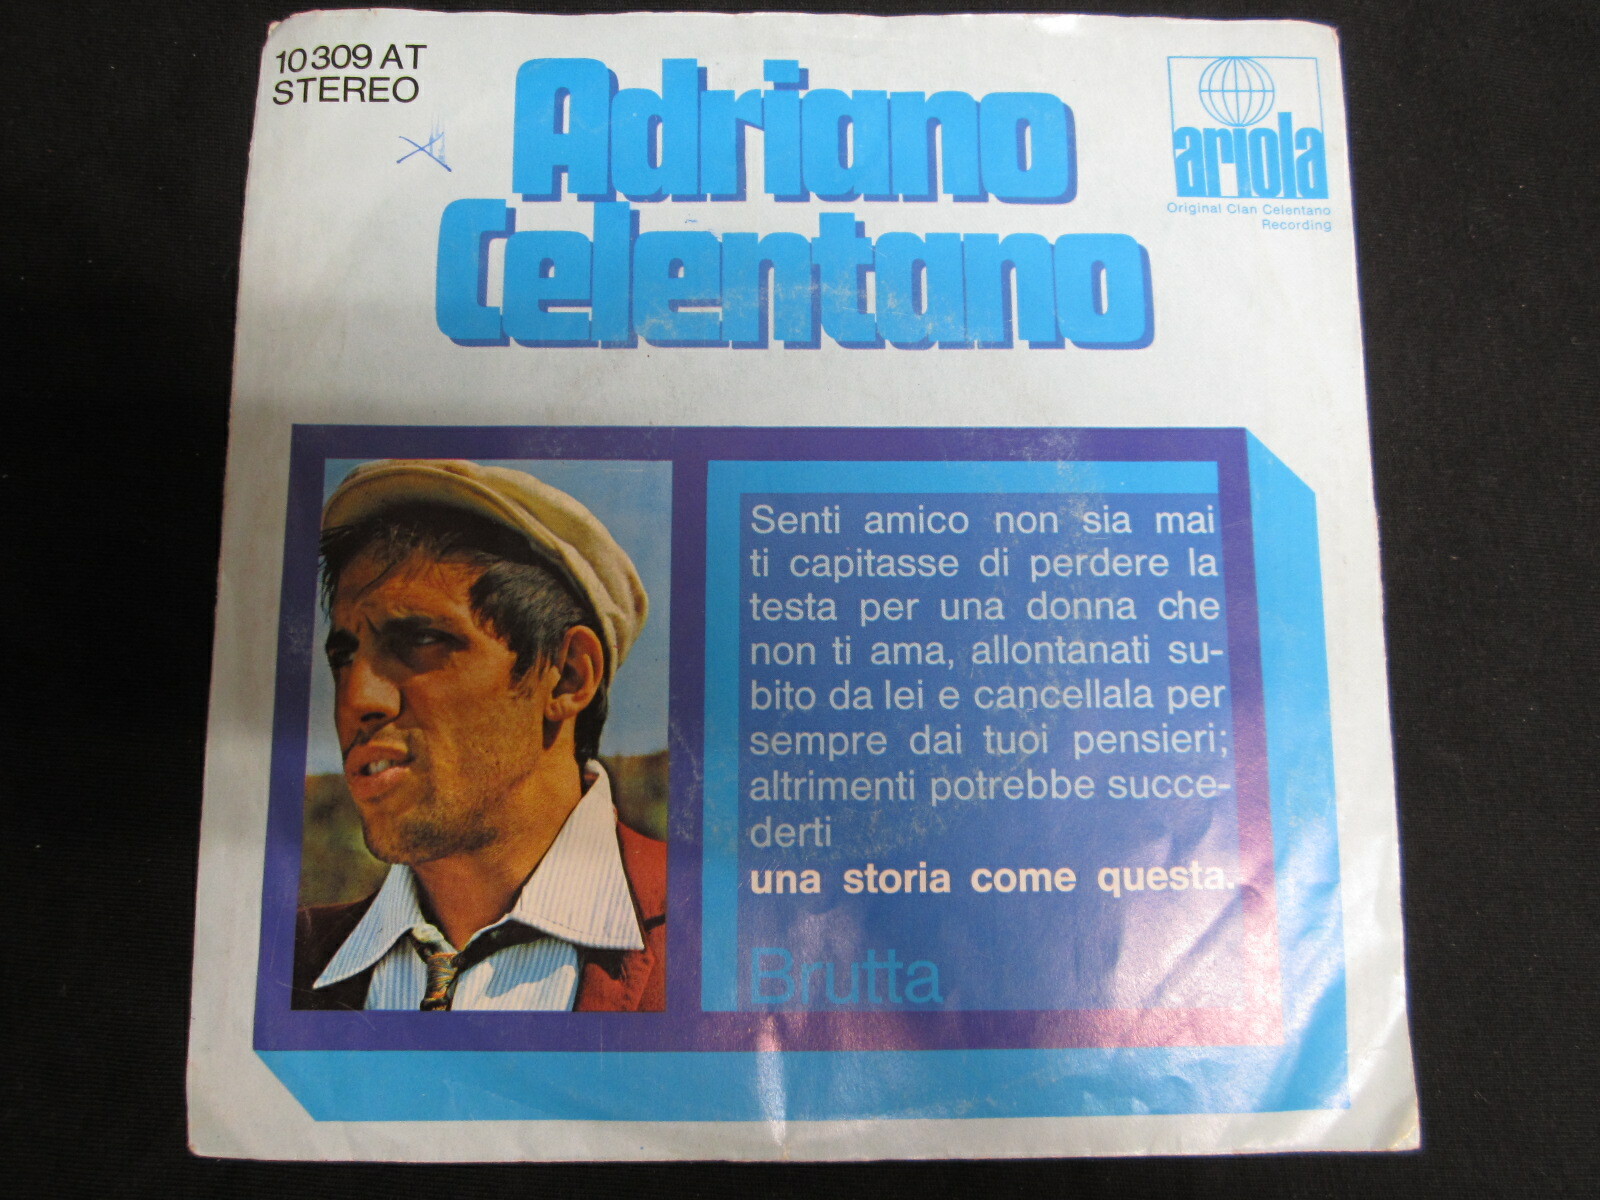 10 309 AT
STEREO
Adriano
Celentano
ariola
Original Clan Celentano
Recording
Senti amico non sia mai
ti capitasse di perdere la
testa per una donna che
non ti ama, allontanati su-
bito da lei e cancellala per
sempre dai tuoi pensieri;
altrimenti potrebbe succe-
derti
una storia come questa.
Brutta